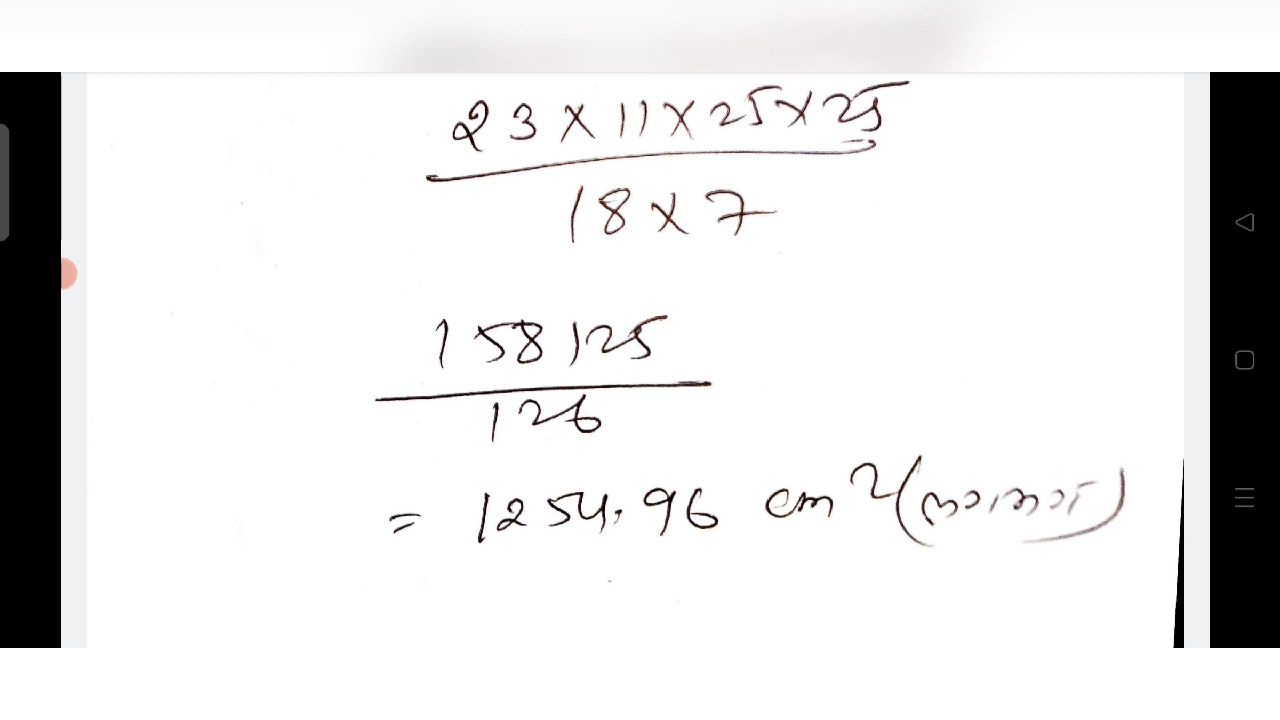 23 × 11 × 25 × 25
18 × 7
158125
126
= 1254.96 cm²